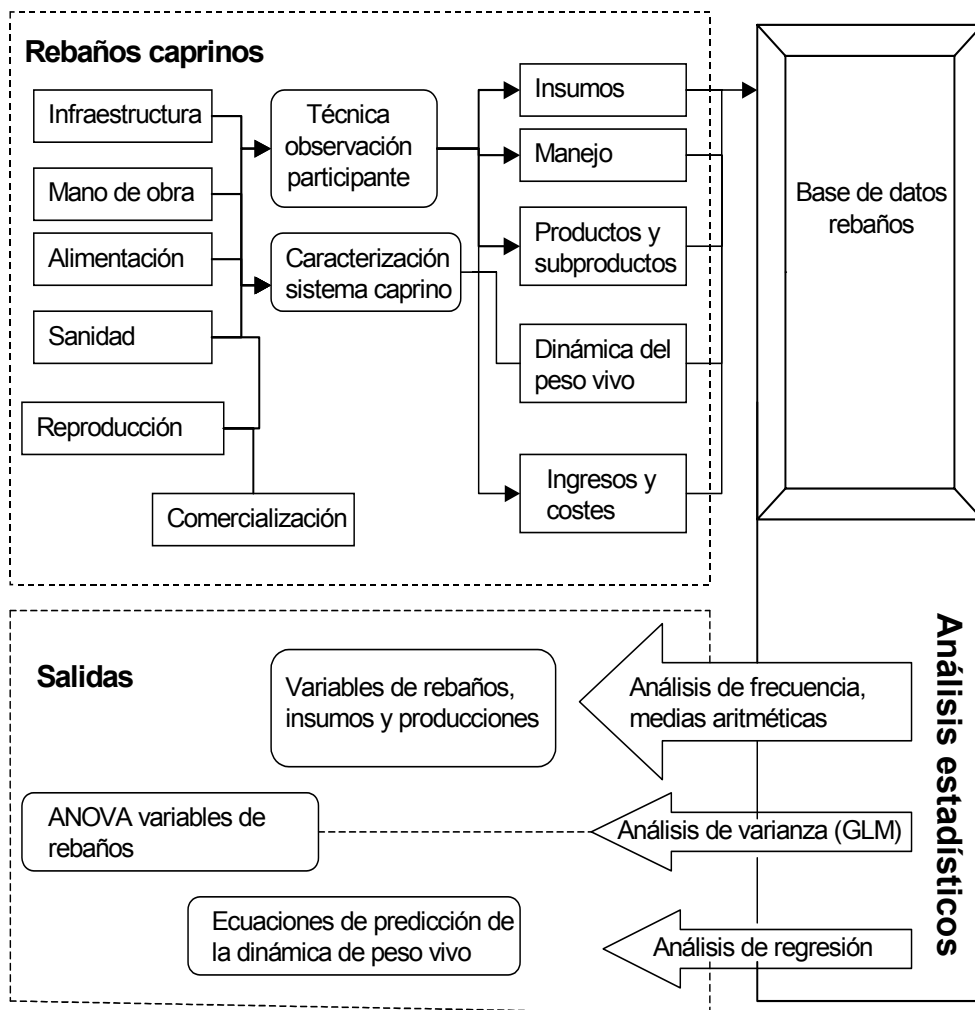 Rebaños caprinos
Infraestructura
Mano de obra
Alimentación
Sanidad
Reproducción
Comercialización
Técnica
observación
participante
Caracterización
sistema caprino
Insumos
Manejo
Productos y
subproductos
Dinámica del
peso vivo
Ingresos y
costes
Base de datos
rebaños
Salidas
Variables de rebaños,
insumos y producciones
Análisis de frecuencia,
medias aritméticas
ANOVA variables de
rebaños
Análisis de varianza (GLM)
Ecuaciones de predicción de
la dinámica de peso vivo
Análisis de regresión
Análisis estadísticos